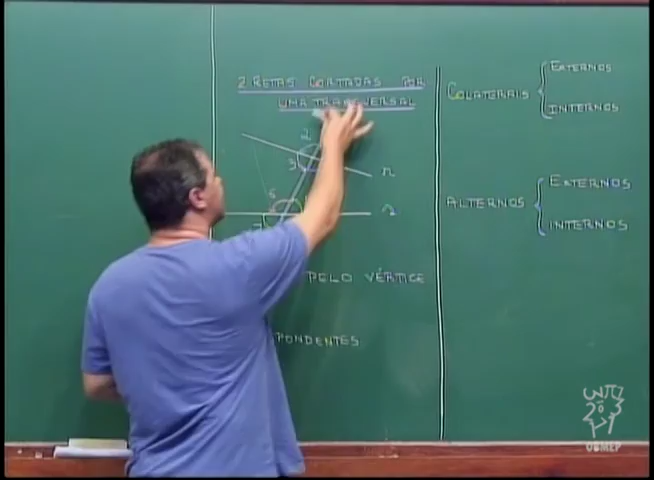 2 RETAS CORTADAS POR
UMA TRANSVERSAL
2
3
r
6
s
7
PELO VÉRTICE
PONDENTES
COLATERAIS
EXTERNOS
INTERNOS
ALTERNOS
EXTERNOS
INTERNOS
OBMEP